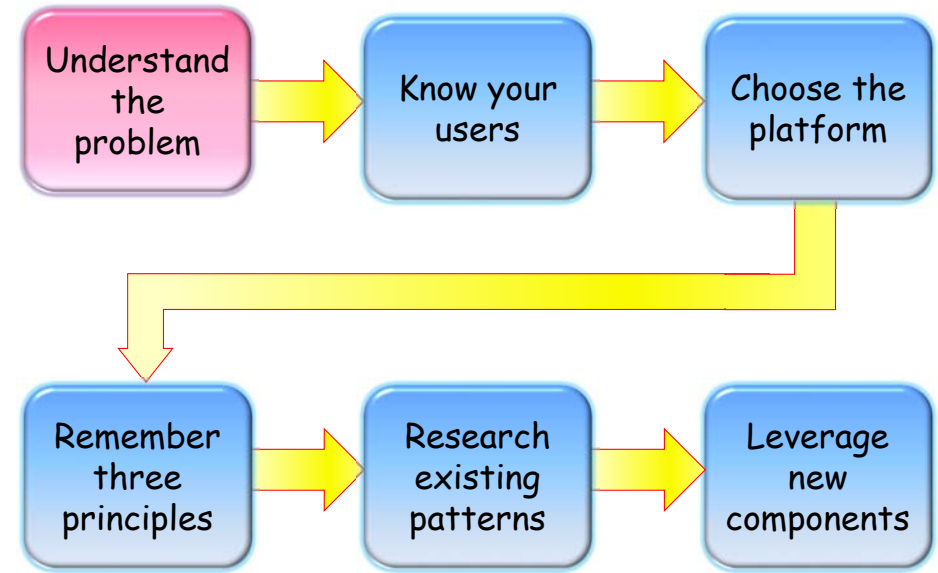 Understand
the
problem
Know your
users
Choose the
platform
Remember
three
principles
Research
existing
patterns
Leverage
new
components